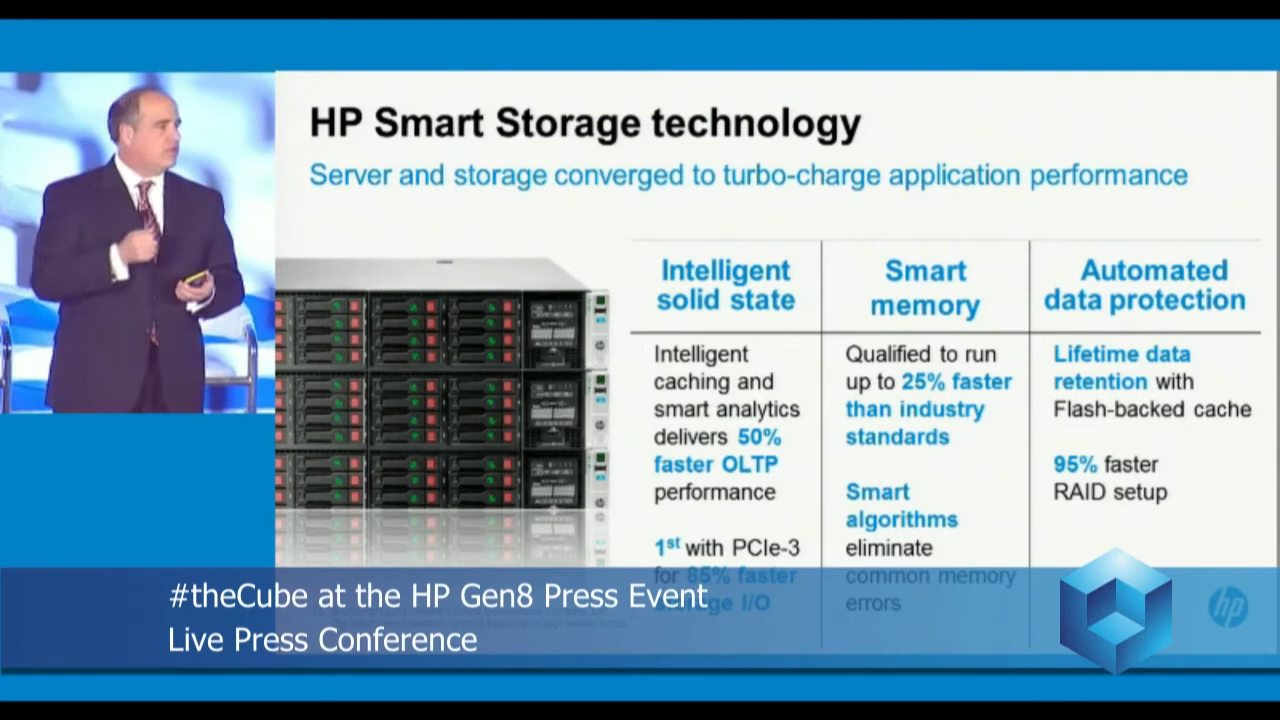 HP Smart Storage technology
Server and storage converged to turbo-charge application performance
Intelligent
solid state
Intelligent
caching and
smart analytics
delivers 50%
faster OLTP
performance
1st with PCIe-3
for 85% faster
storage I/O
Smart
memory
Qualified to run
up to 25% faster
than industry
standards
Smart
algorithms
eliminate
common memory
errors
Automated
data protection
Lifetime data
retention with
Flash-backed cache
95% faster
RAID setup
#theCube at the HP Gen8 Press Event
Live Press Conference
hp